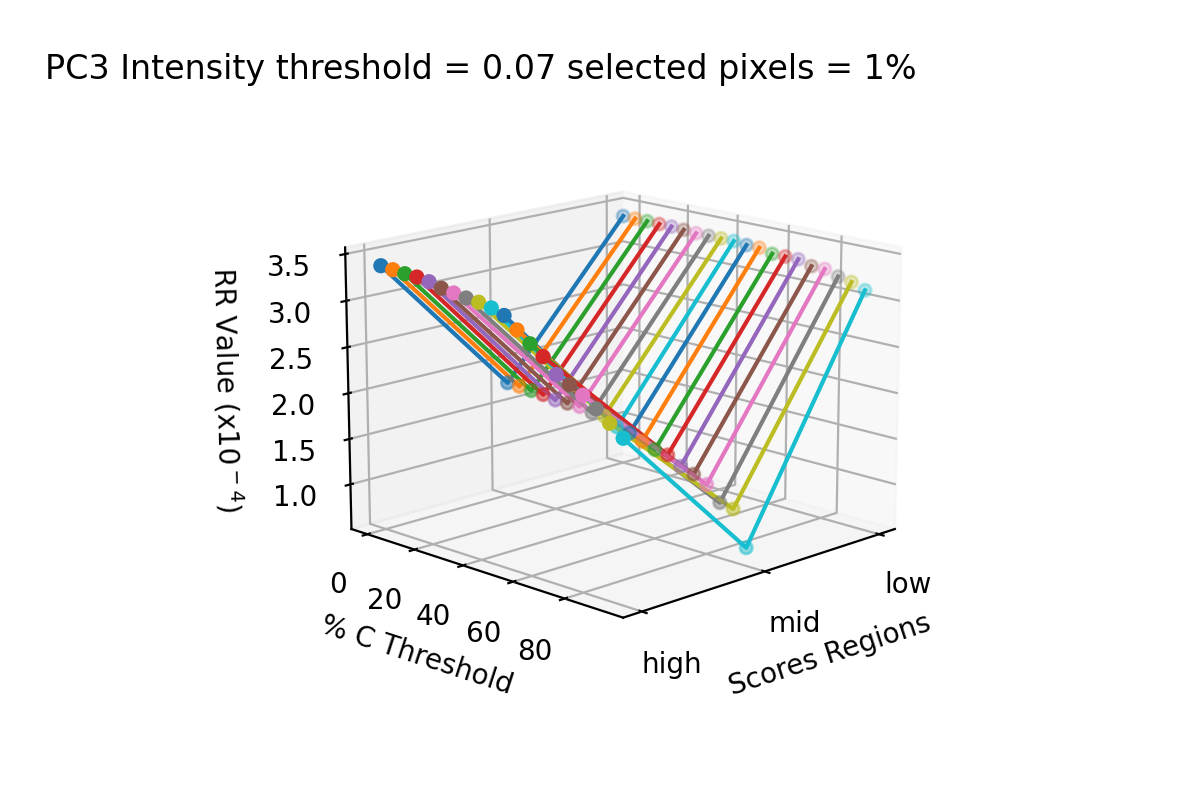 PC3 Intensity threshold = 0.07 selected pixels = 1%
3.5
3.0
2.5
2.0
1.5
1.0
RR Value (x10⁻⁴)
0
20
40
60
80
% C Threshold
low
mid
high
Scores Regions